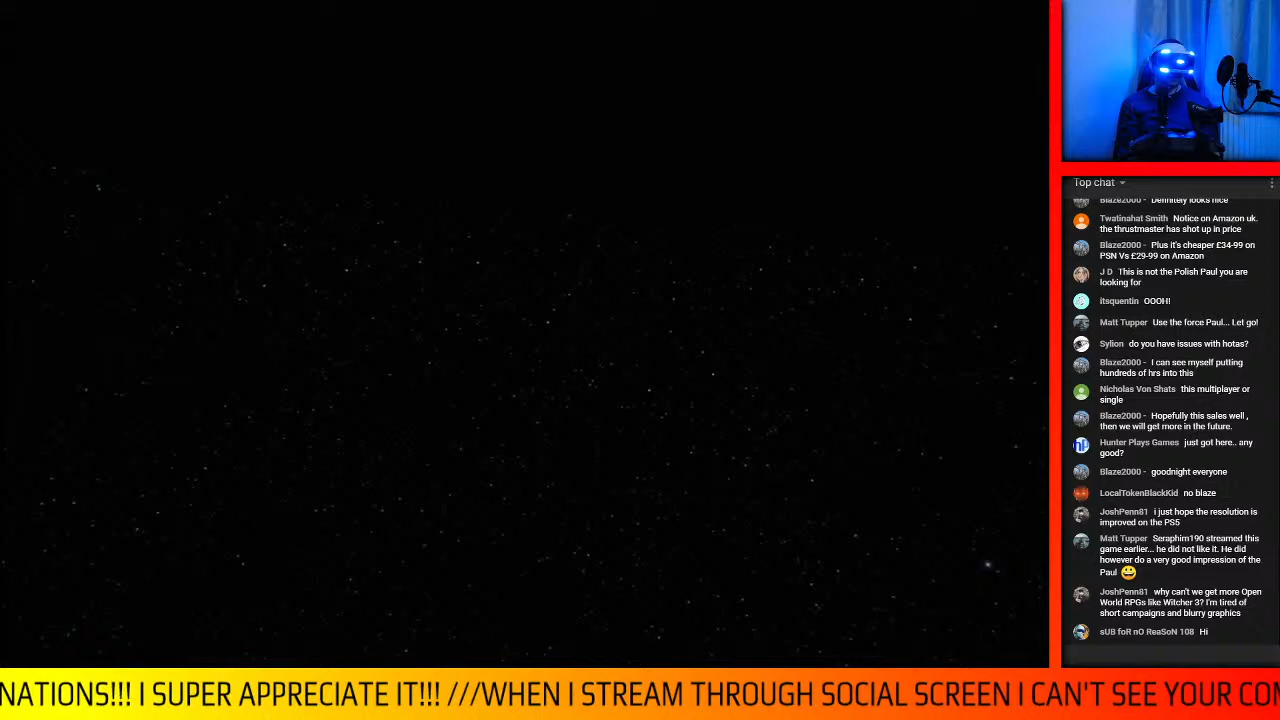 Top chat
Blaze2000 - Definitely looks nice
Twatinahat Smith Notice on Amazon uk.
the thrustmaster has shot up in price
Blaze2000 - Plus it's cheaper £34-99 on
PSN Vs £29-99 on Amazon
J D This is not the Polish Paul you are
looking for
itsquentin OOOH!
Matt Tupper Use the force Paul... Let go!
Sylion do you have issues with hotas?
Blaze2000 - I can see myself putting
hundreds of hrs into this
Nicholas Von Shats this multiplayer or
single
Blaze2000 - Hopefully this sales well ,
then we will get more in the future.
Hunter Plays Games just got here.. any
good?
Blaze2000 - goodnight everyone
LocalTokenBlackKid no blaze
JoshPenn81 i just hope the resolution is
improved on the PS5
Matt Tupper Seraphim190 streamed this
game earlier... he did not like it. He did
however do a very good impression of the
Paul 😀
JoshPenn81 why can't we get more Open
World RPGs like Witcher 3? I'm tired of
short campaigns and blurry graphics
sUB foR nO ReaSoN 108 Hi
NATIONS!!! I SUPER APPRECIATE IT!!! ///WHEN I STREAM THROUGH SOCIAL SCREEN I CAN'T SEE YOUR CON